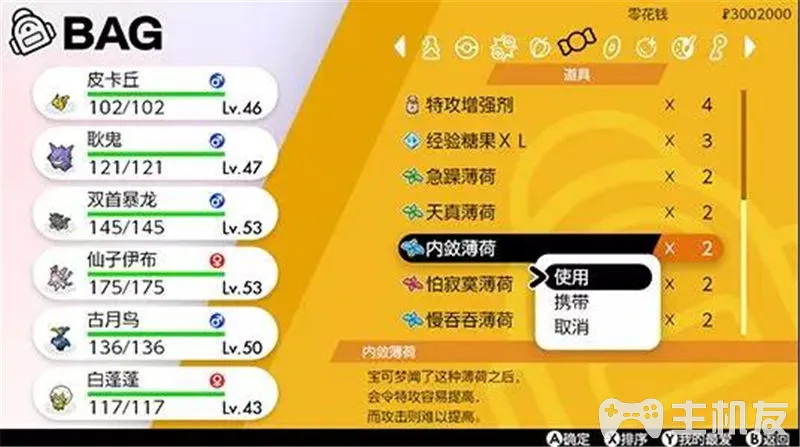 BAG
零花钱 ₽3002000
道具
皮卡丘 ♂
102/102 Lv.46
耿鬼 ♂
121/121 Lv.47
双首暴龙 ♂
145/145 Lv.53
仙子伊布 ♀
175/175 Lv.53
古月鸟 ♂
136/136 Lv.50
白蓬蓬 ♀
117/117 Lv.43
特攻增强剂 X 4
经验糖果XL X 3
急躁薄荷 X 2
天真薄荷 X 2
内敛薄荷 X 2
怕寂寞薄荷 X 2
慢吞吞薄荷 X 2
使用
携带
取消
内敛薄荷
宝可梦闻了这种薄荷之后，
会令特攻容易提高，
而攻击则难以提高。
主机友
A确定 X排序 Y我的最爱 B返回